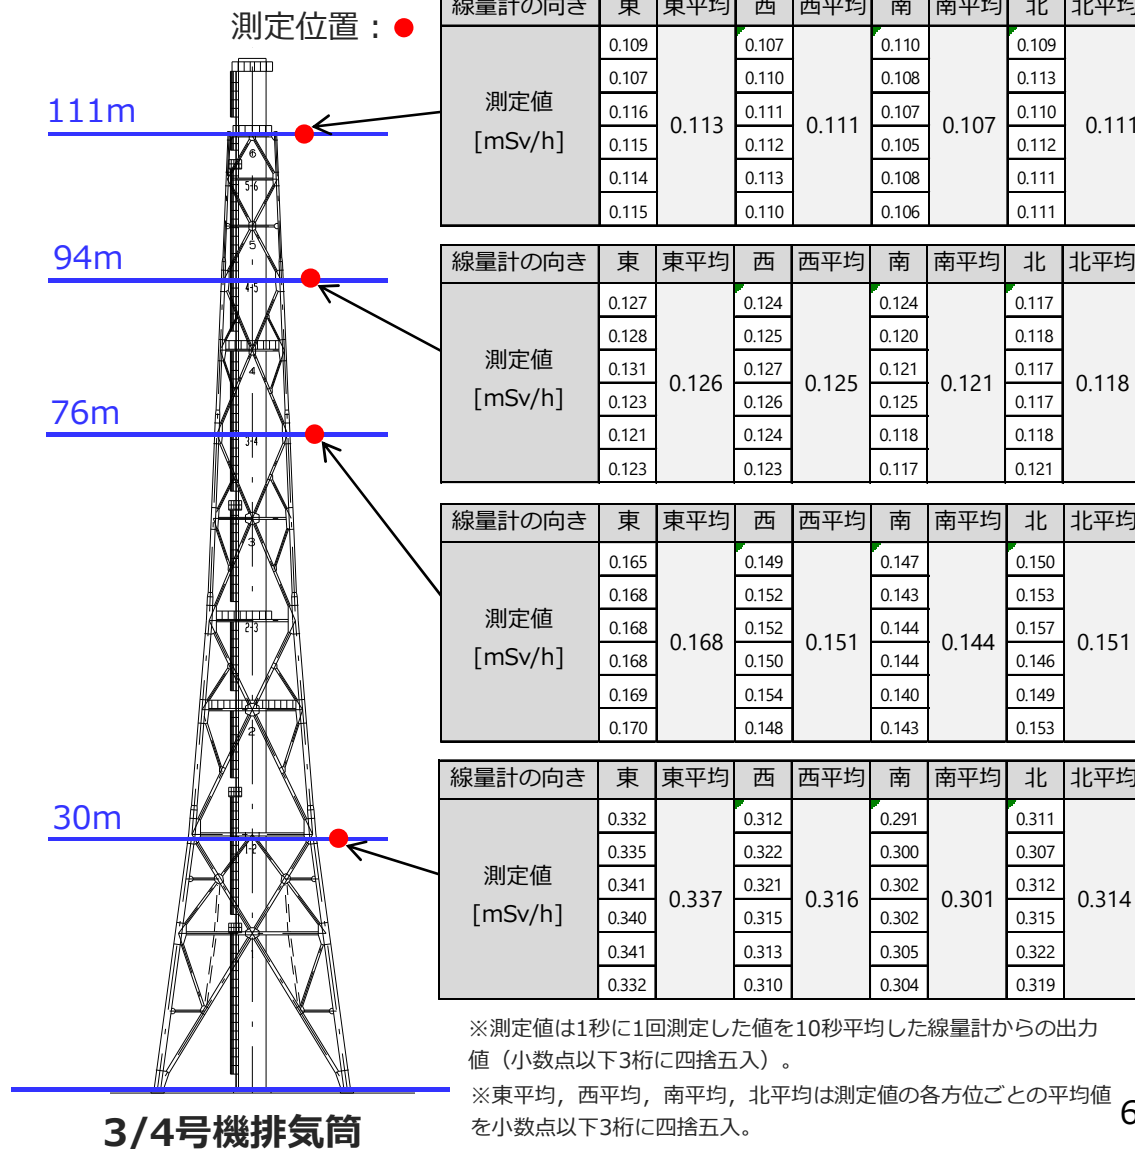 測定位置：
線量計の向き 東 東平均 西 西平均 南 南平均 北 北平均
測定値
[mSv/h]
0.109 0.107 0.110 0.109
0.107 0.110 0.108 0.113
0.116 0.111 0.107 0.110
0.113 0.111 0.107 0.111
0.115 0.112 0.105 0.112
0.114 0.113 0.108 0.111
0.115 0.110 0.106 0.111
111m
線量計の向き 東 東平均 西 西平均 南 南平均 北 北平均
測定値
[mSv/h]
0.127 0.124 0.124 0.117
0.128 0.125 0.120 0.118
0.131 0.127 0.121 0.117
0.126 0.125 0.121 0.118
0.123 0.126 0.125 0.117
0.121 0.124 0.118 0.118
0.123 0.123 0.117 0.121
94m
76m
線量計の向き 東 東平均 西 西平均 南 南平均 北 北平均
測定値
[mSv/h]
0.165 0.149 0.147 0.150
0.168 0.152 0.143 0.153
0.168 0.152 0.144 0.157
0.168 0.151 0.144 0.151
0.168 0.150 0.144 0.146
0.169 0.154 0.140 0.149
0.170 0.148 0.143 0.153
線量計の向き 東 東平均 西 西平均 南 南平均 北 北平均
測定値
[mSv/h]
0.332 0.312 0.291 0.311
0.335 0.322 0.300 0.307
0.341 0.321 0.302 0.312
0.337 0.316 0.301 0.314
0.340 0.315 0.302 0.315
0.341 0.313 0.305 0.322
0.332 0.310 0.304 0.319
30m
6
5-6
5
4-5
4
3-4
3
2-3
2
1-2
3/4号機排気筒
※測定値は1秒に1回測定した値を10秒平均した線量計からの出力
値（小数点以下3桁に四捨五入）。
※東平均，西平均，南平均，北平均は測定値の各方位ごとの平均値
を小数点以下3桁に四捨五入。
6